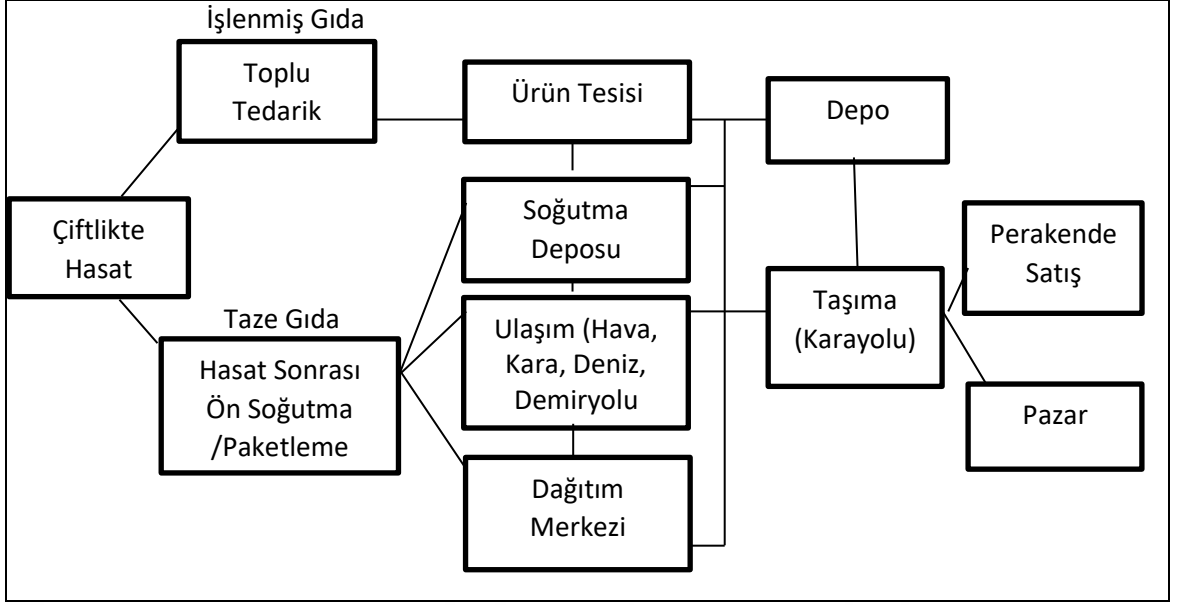 İşlenmiş Gıda
Toplu
Tedarik
Ürün Tesisi
Depo
Çiftlikte
Hasat
Soğutma
Deposu
Perakende
Satış
Taze Gıda
Hasat Sonrası
Ön Soğutma
/Paketleme
Ulaşım (Hava,
Kara, Deniz,
Demiryolu
Taşıma
(Karayolu)
Pazar
Dağıtım
Merkezi